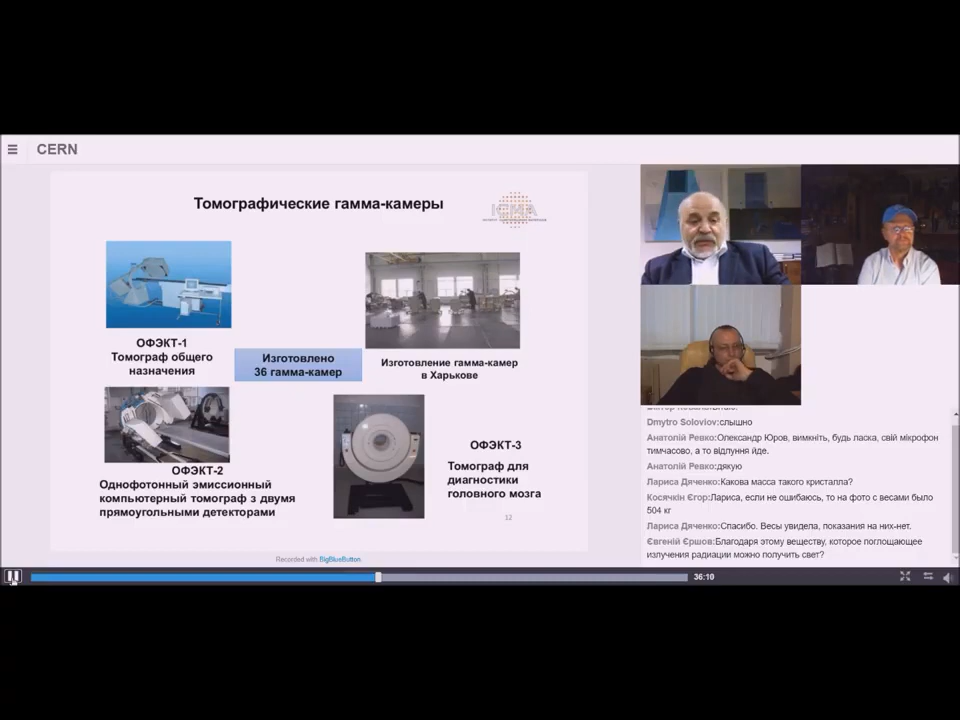 CERN
Томографические гамма-камеры
ОФЭКТ-1
Томограф общего
назначения
Изготовлено
36 гамма-камер
Изготовление гамма-камер
в Харькове
ОФЭКТ-2
Однофотонный эмиссионный
компьютерный томограф з двумя
прямоугольными детекторами
ОФЭКТ-3
Томограф для
диагностики
головного мозга
12
Recorded with BigBlueButton.
Dmytro Soloviov:слышно
Анатолій Ревко:Олександр Юров, вимкніть, будь ласка, свій мікрофон
тимчасово, а то відлуння йде.
Анатолій Ревко:дякую
Лариса Дяченко:Какова масса такого кристалла?
Косячкін Єгор:Лариса, если не ошибаюсь, то на фото с весами было
504 кг
Лариса Дяченко:Спасибо. Весы увидела, показания на них-нет.
Євгеній Єршов:Благодаря этому веществу, которое поглощающее
излучения радиации можно получить свет?
36:10